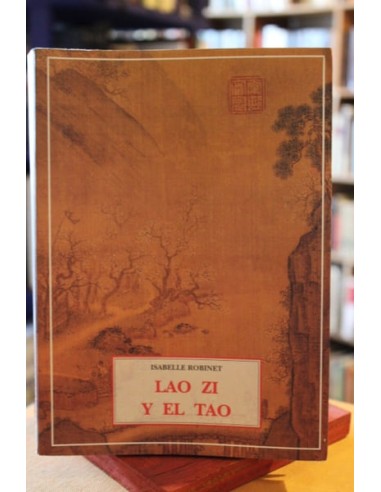 ISABELLE ROBINET
LAO ZI
Y EL TAO